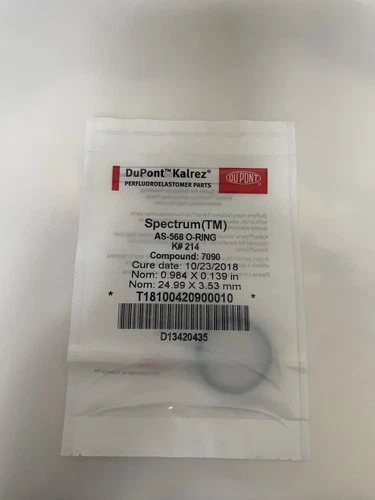 DuPont™ Kalrez®
PERFLUOROELASTOMER PARTS
DUPONT
Spectrum(TM)
AS-568 O-RING
K# 214
Compound: 7090
Cure date: 10/23/2018
Nom: 0.984 X 0.139 in
Nom: 24.99 X 3.53 mm
* T18100420900010 *
D13420435